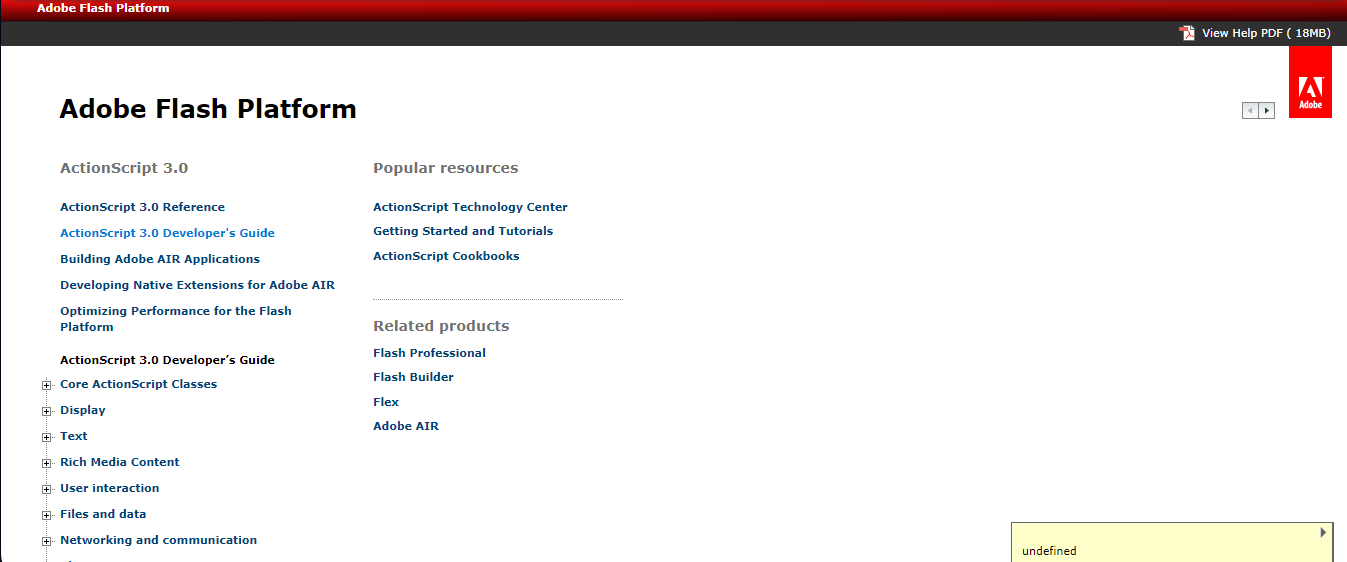 Adobe Flash Platform
View Help PDF ( 18MB)
Adobe
Adobe Flash Platform
ActionScript 3.0
ActionScript 3.0 Reference
ActionScript 3.0 Developer's Guide
Building Adobe AIR Applications
Developing Native Extensions for Adobe AIR
Optimizing Performance for the Flash
Platform
ActionScript 3.0 Developer’s Guide
Core ActionScript Classes
Display
Text
Rich Media Content
User interaction
Files and data
Networking and communication
Popular resources
ActionScript Technology Center
Getting Started and Tutorials
ActionScript Cookbooks
Related products
Flash Professional
Flash Builder
Flex
Adobe AIR
undefined